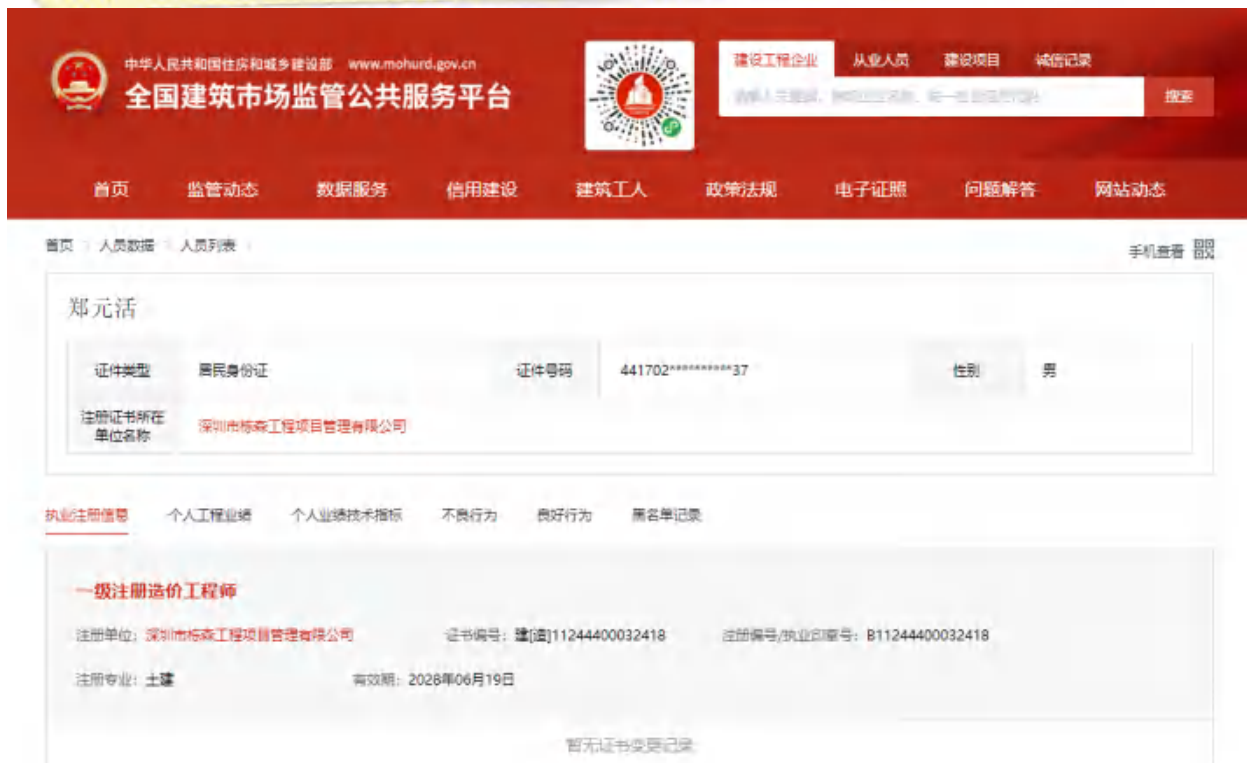 中华人民共和国住房和城乡建设部 www.mohurd.gov.cn
全国建筑市场监管公共服务平台
建设工程企业 从业人员 建设项目 诚信记录
搜索
首页 监管动态 数据服务 信用建设 建筑工人 政策法规 电子证照 问题解答 网站动态
首页 人员数据 人员列表
手机查看
郑元活
证件类型 居民身份证 证件号码 441702**********37 性别 男
注册证书所在
单位名称
深圳市栋森工程项目管理有限公司
执业注册信息 个人工程业绩 个人业绩技术指标 不良行为 良好行为 黑名单记录
一级注册造价工程师
注册单位：深圳市栋森工程项目管理有限公司 证书编号：建[造]11244400032418 注册编号/执业印章号：B11244400032418
注册专业：土建 有效期：2028年06月19日
暂无证书变更记录